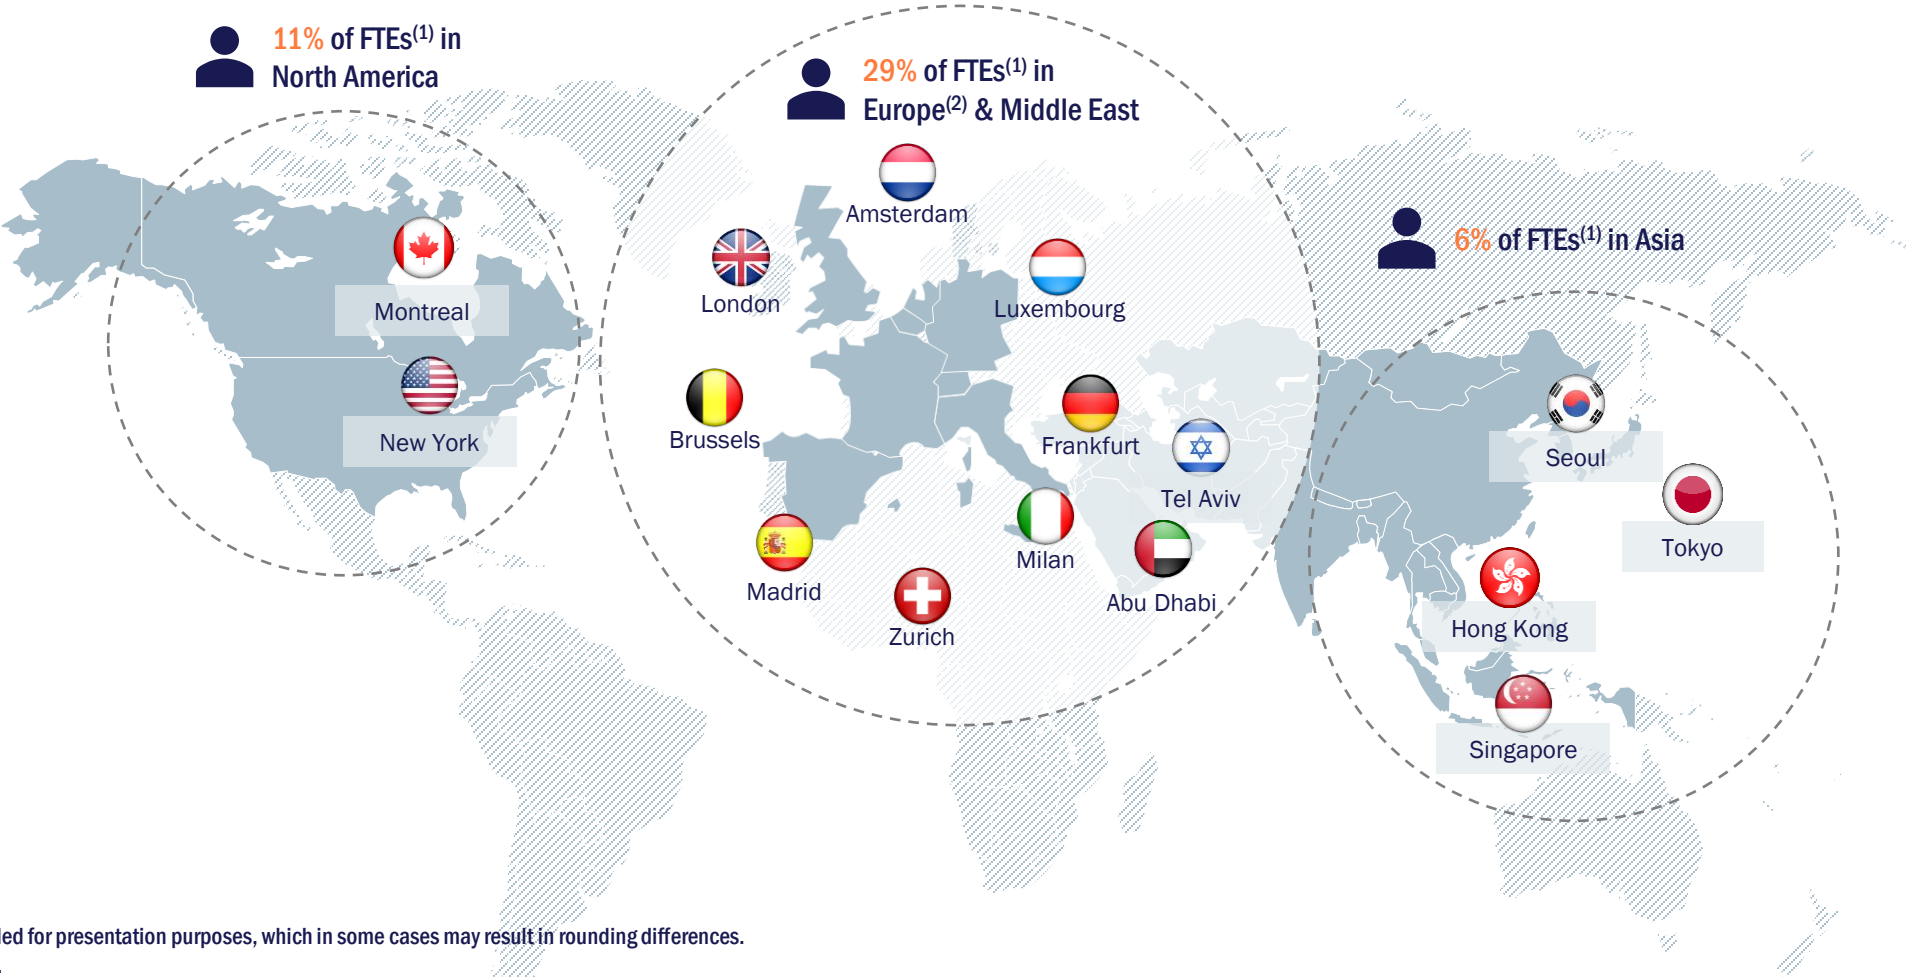 11% of FTEs(1) in
North America
29% of FTEs(1) in
Europe(2) & Middle East
6% of FTEs(1) in Asia
Amsterdam
London
Luxembourg
Montreal
New York
Brussels
Frankfurt
Tel Aviv
Seoul
Tokyo
Milan
Madrid
Abu Dhabi
Zurich
Hong Kong
Singapore
for presentation purposes, which in some cases may result in rounding differences.